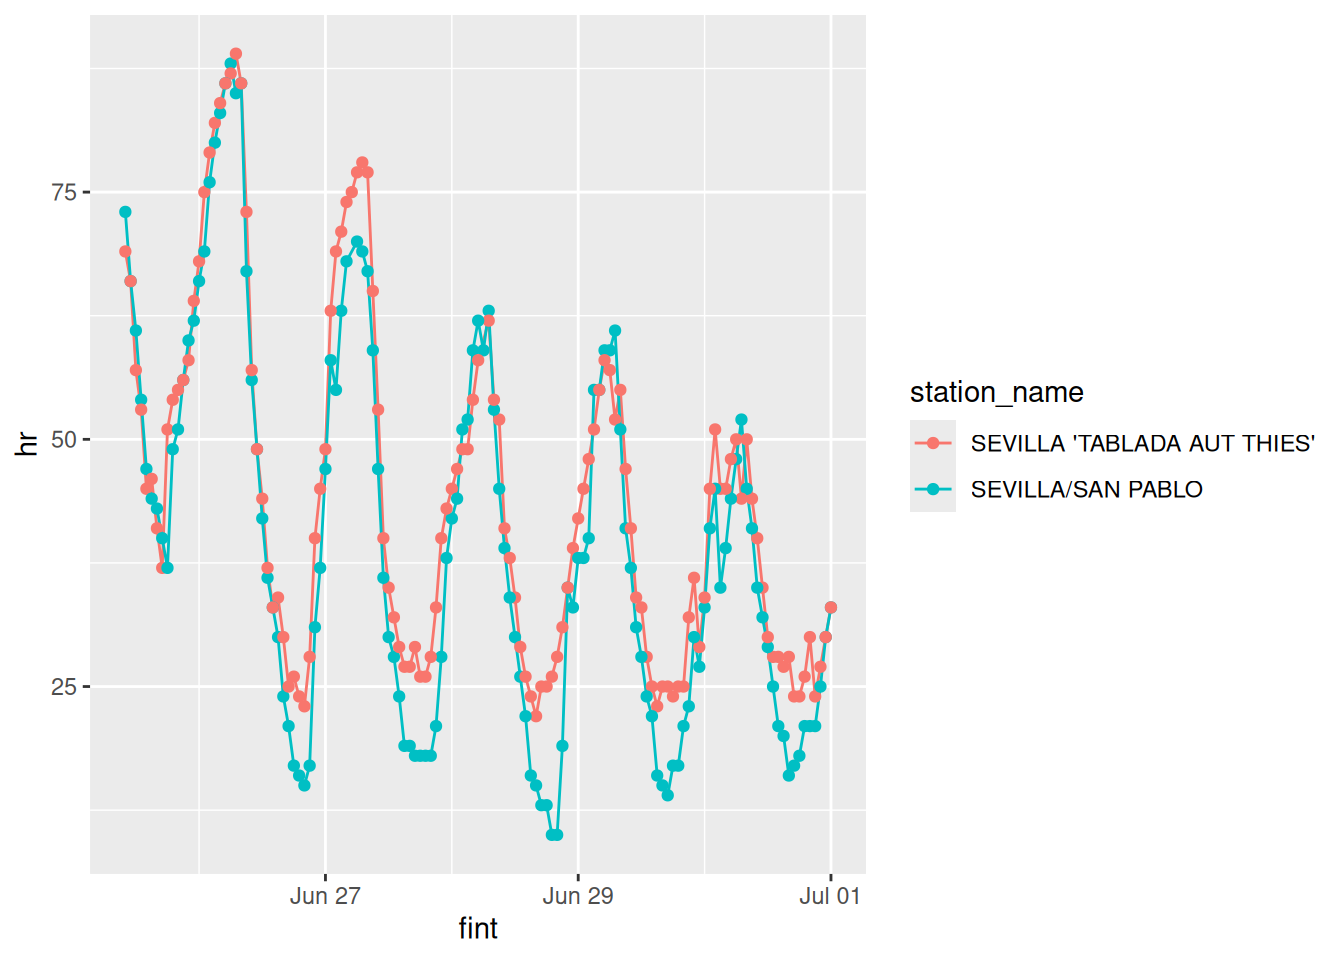 hr
75
50
25
Jun 27
Jun 29
Jul 01
fint
station_name
SEVILLA 'TABLADA AUT THIES'
SEVILLA/SAN PABLO